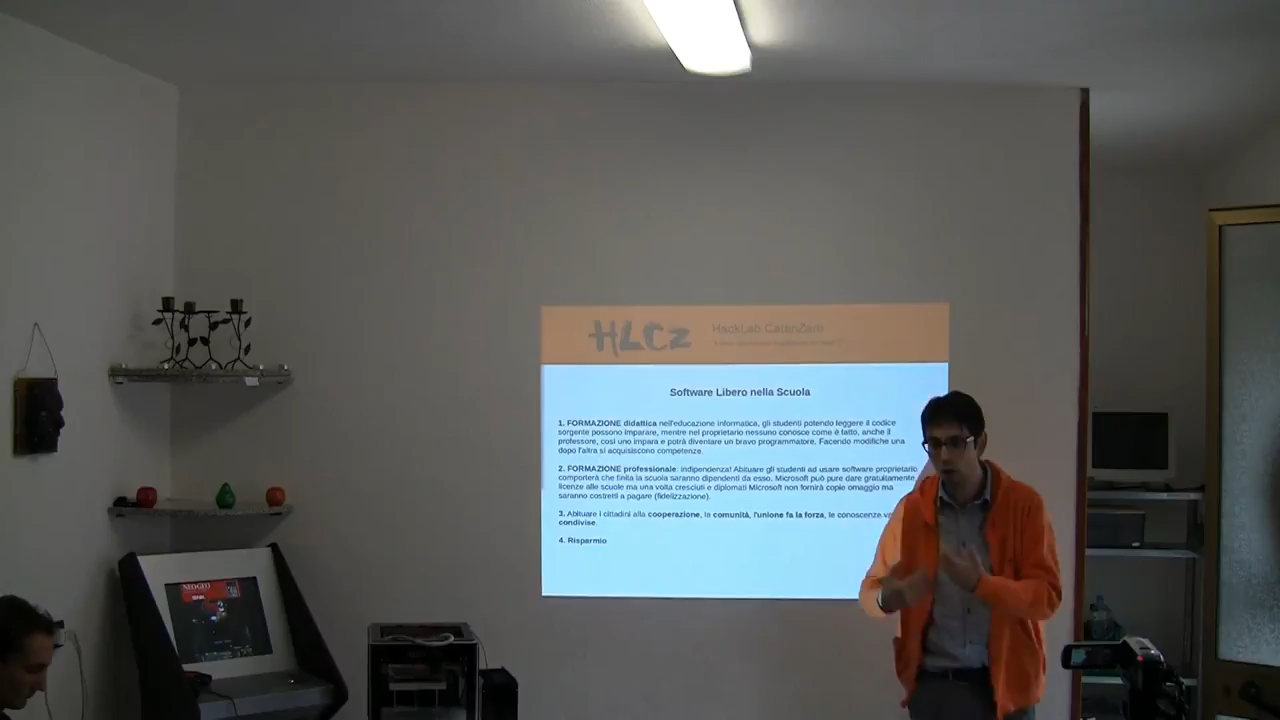 HLCz
HackLab CatanZaro
Software Libero nella Scuola
1. FORMAZIONE didattica nell'educazione informatica, gli studenti potendo leggere il codice
sorgente possono imparare, mentre nel proprietario nessuno conosce come è fatto, anche il
professore, così uno impara e potrà diventare un bravo programmatore. Facendo modifiche una
dopo l'altra si acquisiscono competenze.
2. FORMAZIONE professionale: indipendenza! Abituare gli studenti ad usare software proprietario
comporterà che finita la scuola saranno dipendenti da esso. Microsoft può pure dare gratuitamente
licenze alle scuole ma una volta cresciuti e diplomati Microsoft non fornirà copie omaggio ma
saranno costretti a pagare (fidelizzazione).
3. Abituare i cittadini alla cooperazione, la comunità, l'unione fa la forza, le conoscenze
condivise.
4. Risparmio
NEO GEO